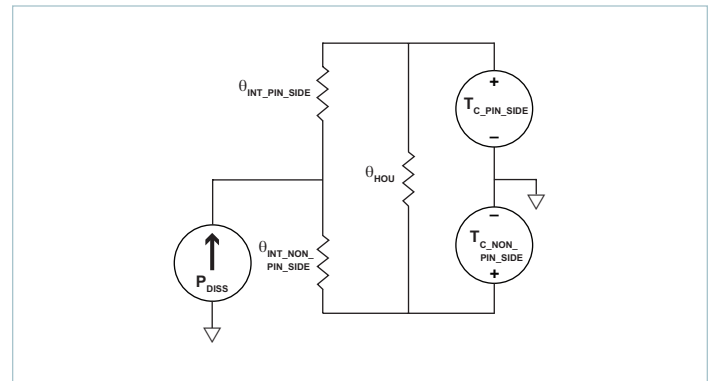 θINT_PIN_SIDE
+
TC_PIN_SIDE
−
θHOU
−
TC_NON_
PIN_SIDE
+
θINT_NON_
PIN_SIDE
PDISS